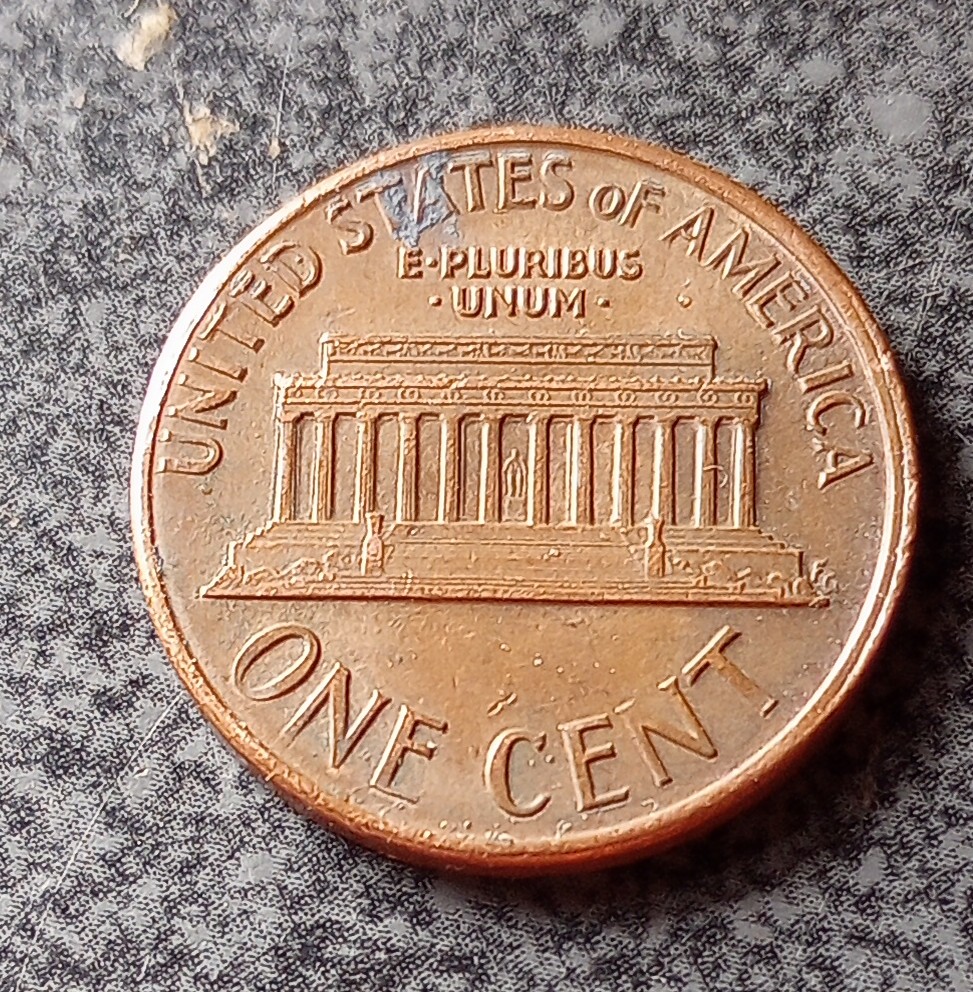 UNITED STATES OF AMERICA
E·PLURIBUS
·UNUM·
ONE CENT